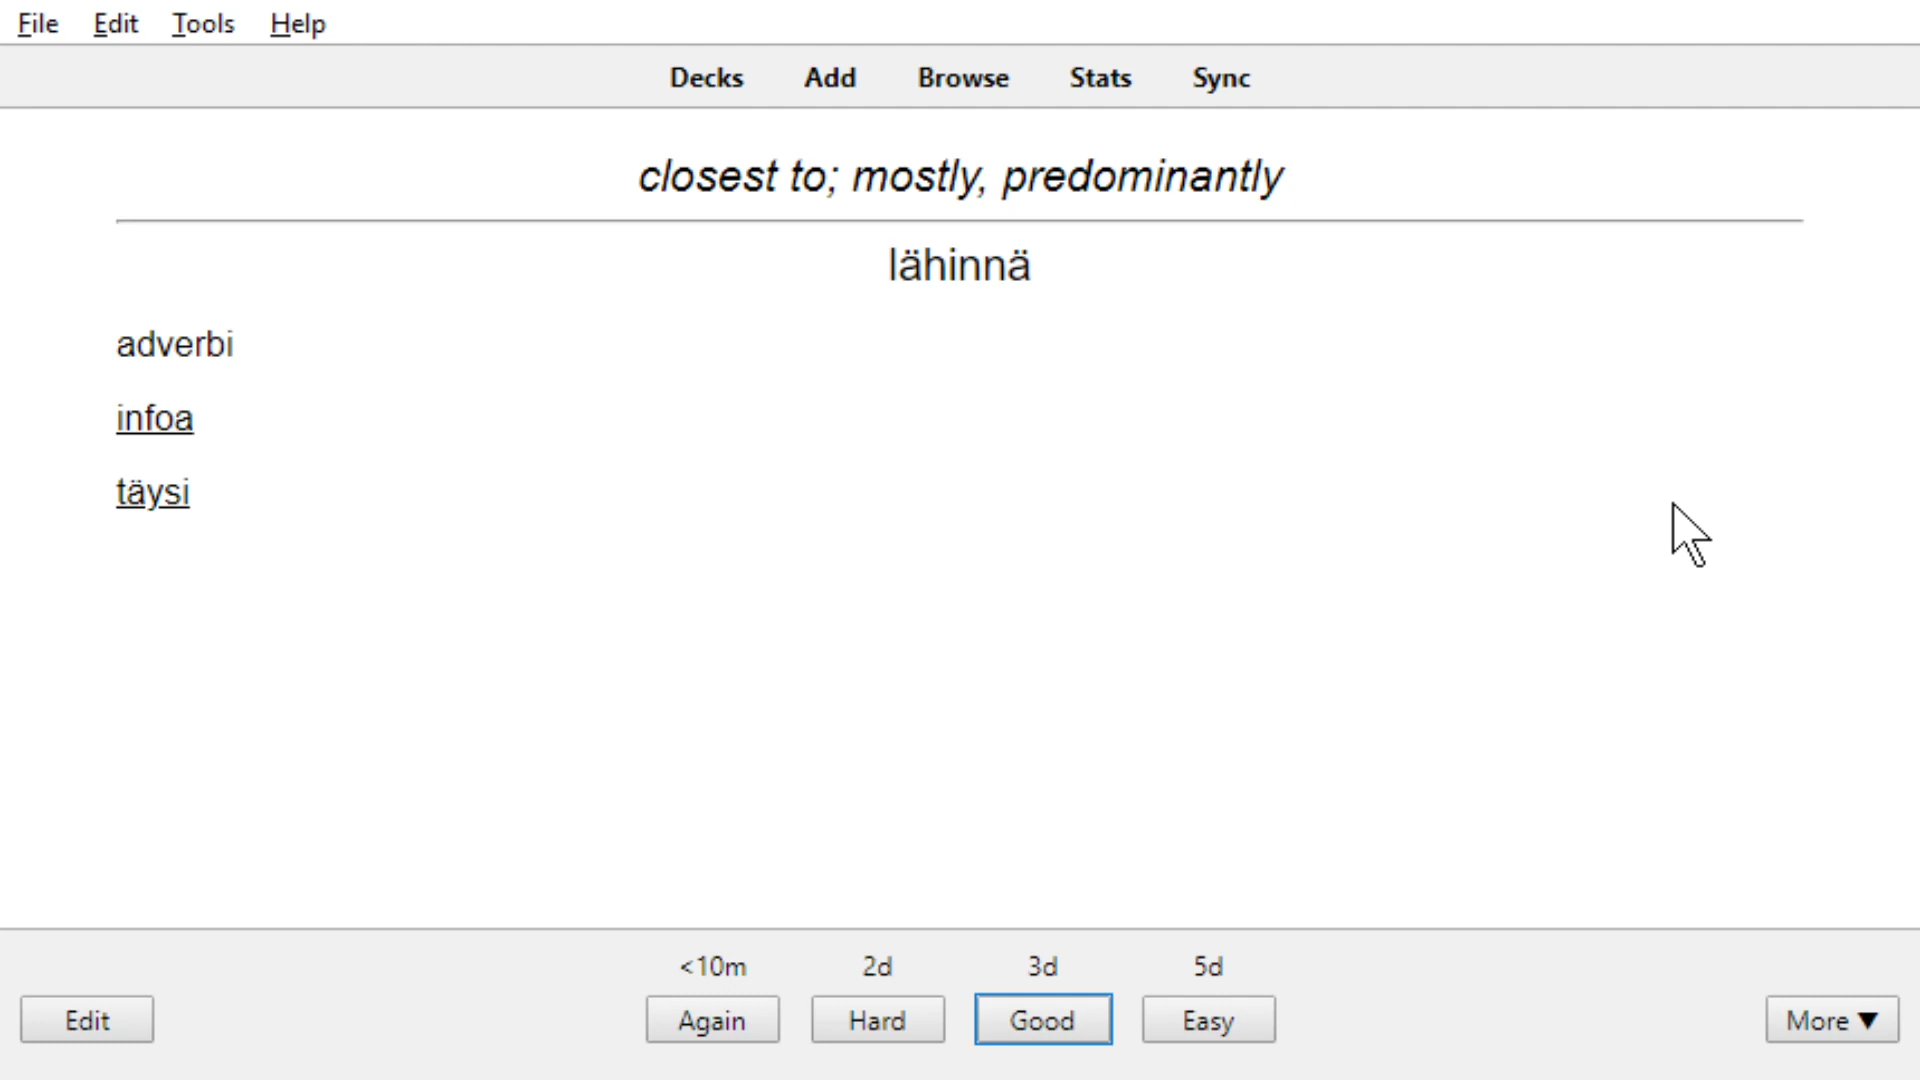 File Edit Tools Help
Decks Add Browse Stats Sync
closest to; mostly, predominantly
lähinnä
adverbi
infoa
täysi
<10m 2d 3d 5d
Edit Again Hard Good Easy More ▼